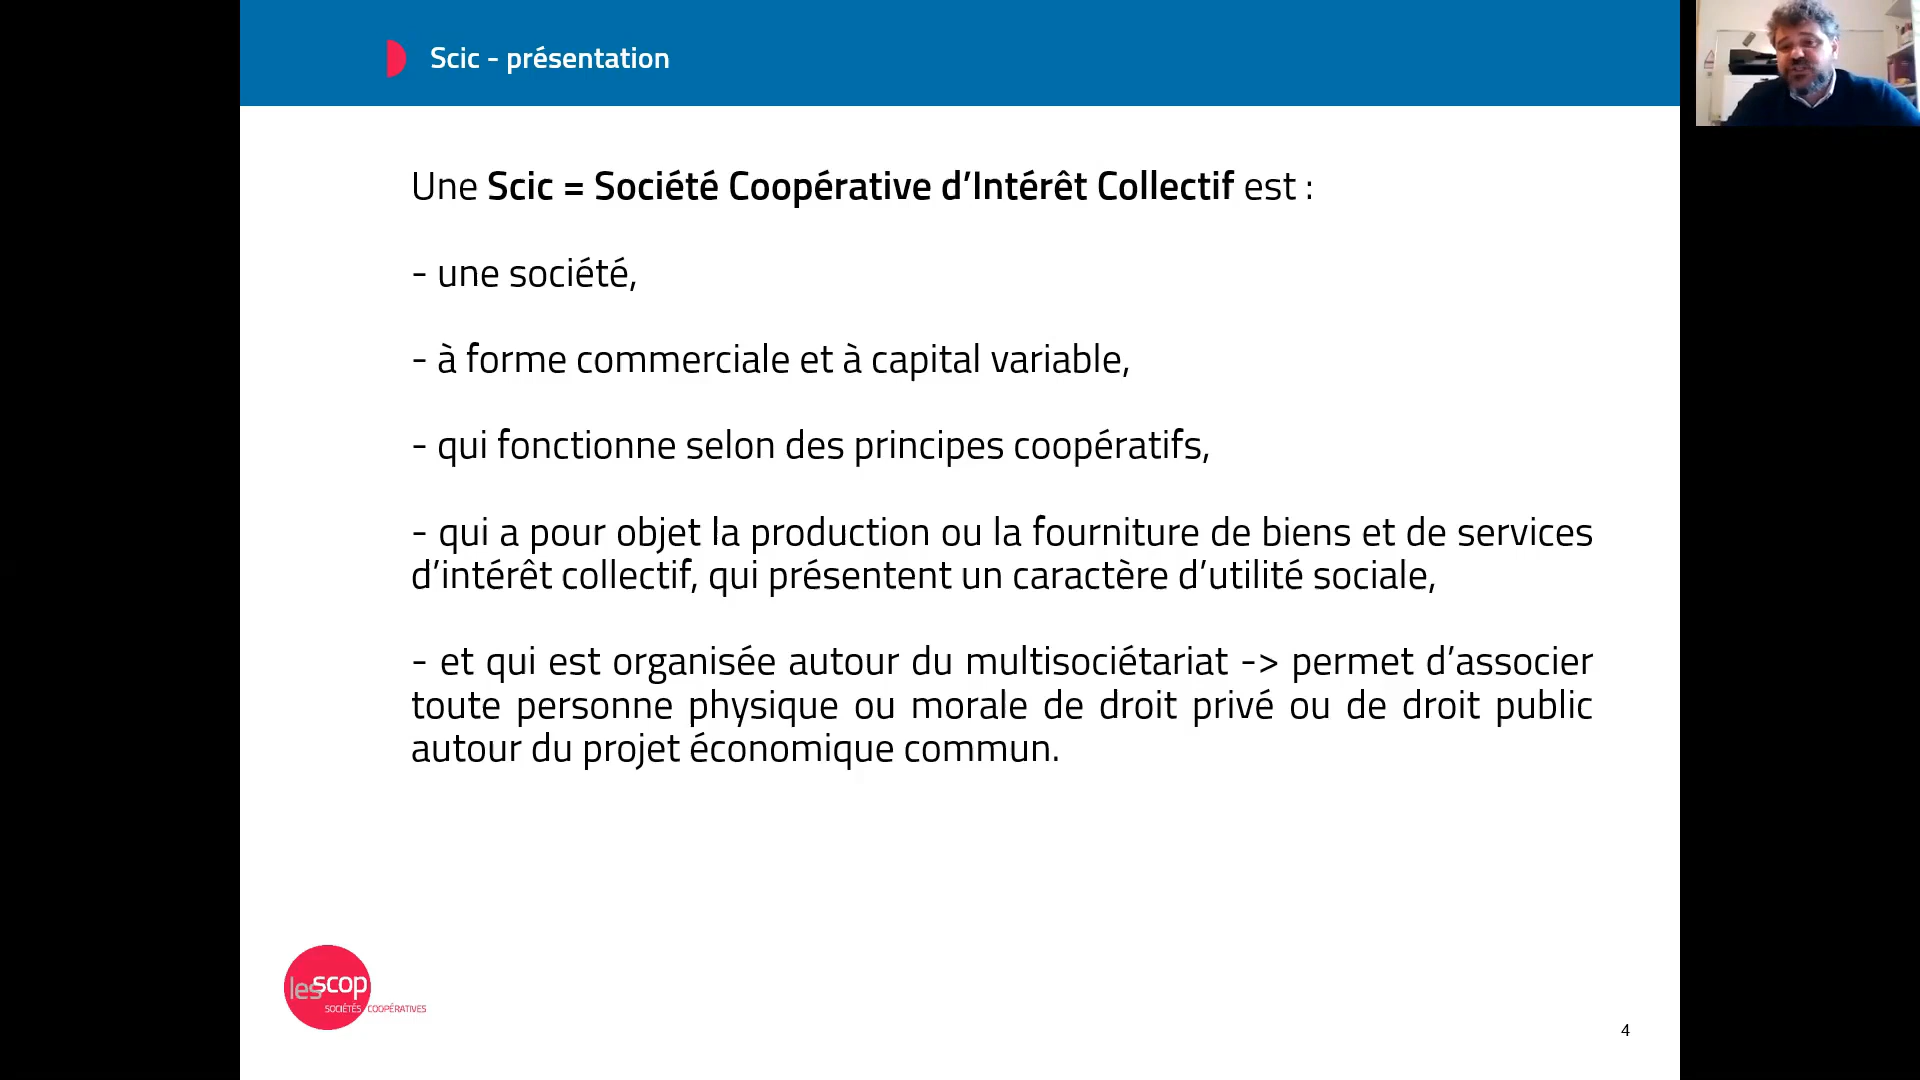 Scic - présentation
Une Scic = Société Coopérative d’Intérêt Collectif est :
- une société,
- à forme commerciale et à capital variable,
- qui fonctionne selon des principes coopératifs,
- qui a pour objet la production ou la fourniture de biens et de services
d’intérêt collectif, qui présentent un caractère d’utilité sociale,
- et qui est organisée autour du multisociétariat -> permet d’associer
toute personne physique ou morale de droit privé ou de droit public
autour du projet économique commun.
les scop
SOCIÉTÉS COOPÉRATIVES
4